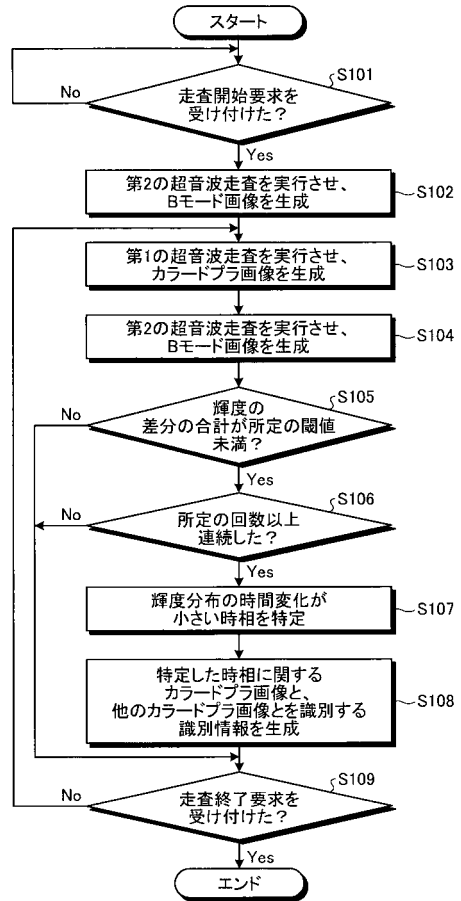 スタート
S101
走査開始要求を
受け付けた？
No
Yes
第2の超音波走査を実行させ、
Bモード画像を生成
S102
第1の超音波走査を実行させ、
カラードプラ画像を生成
S103
第2の超音波走査を実行させ、
Bモード画像を生成
S104
S105
輝度の
差分の合計が所定の閾値
未満？
No
Yes
S106
所定の回数以上
連続した？
No
Yes
輝度分布の時間変化が
小さい時相を特定
S107
特定した時相に関する
カラードプラ画像と、
他のカラードプラ画像とを識別する
識別情報を生成
S108
S109
走査終了要求を
受け付けた？
No
Yes
エンド